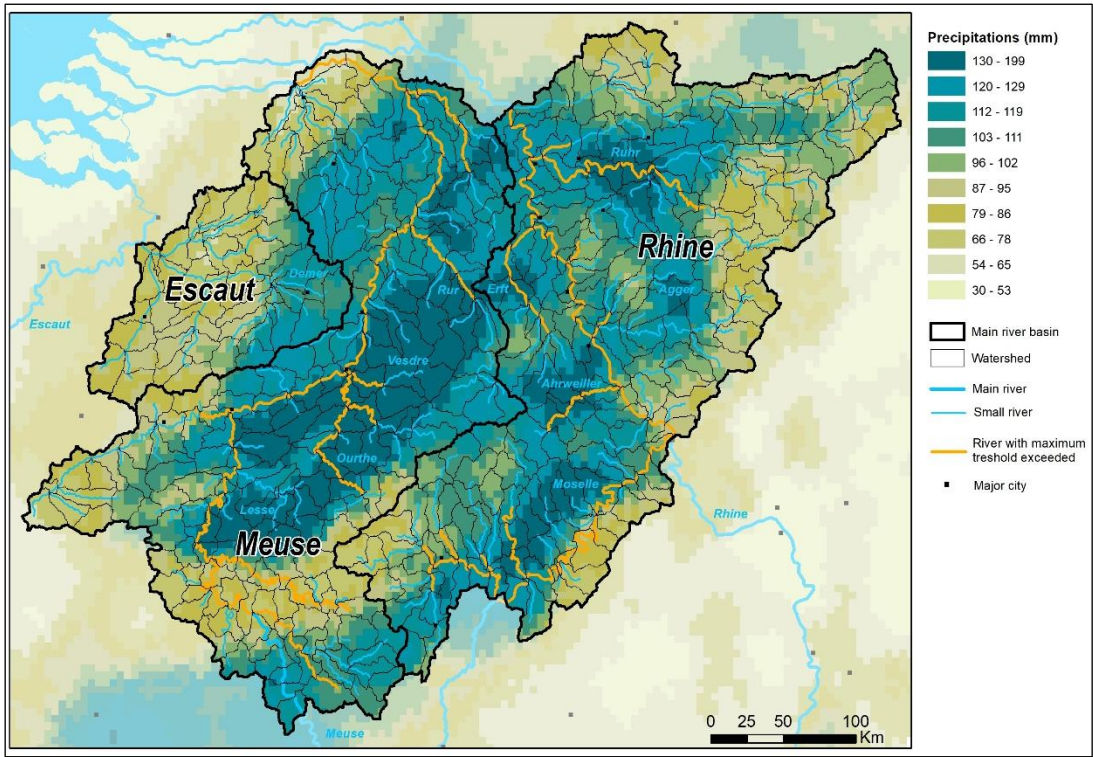 Precipitations (mm)
130 - 199
120 - 129
112 - 119
103 - 111
96 - 102
87 - 95
79 - 86
66 - 78
54 - 65
30 - 53
Main river basin
Watershed
Main river
Small river
River with maximum
treshold exceeded
Major city
Ruhr
Rhine
Escaut
Demer
Rur
Erft
Agger
Escaut
Vesdre
Ahrweiller
Ourthe
Moselle
Lesse
Meuse
Rhine
Meuse
0 25 50 100
Km